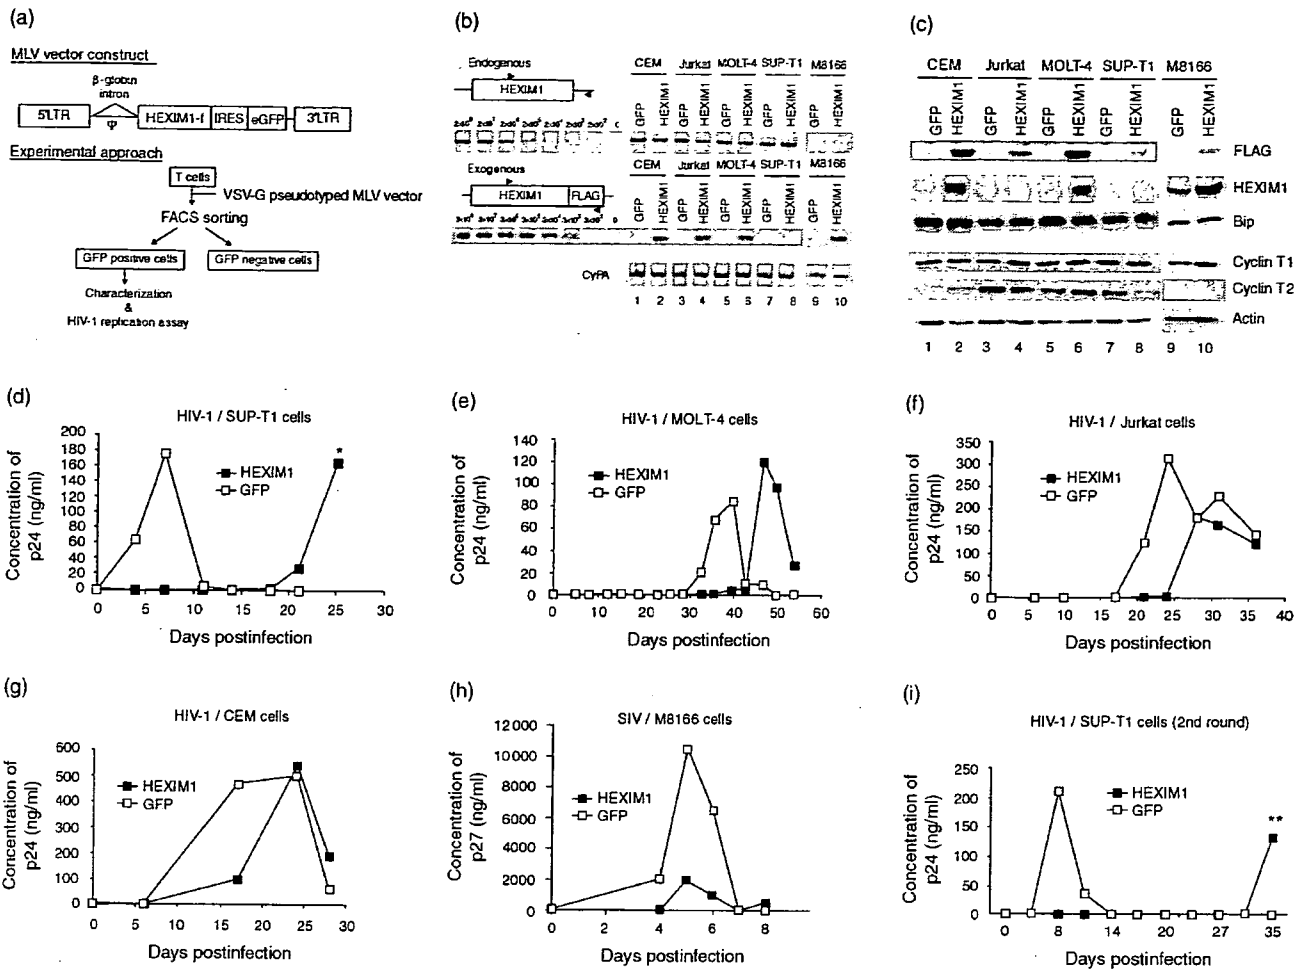 (a)
MLV vector construct
β-globin
intron
5'LTR
Ψ
HEXIM1-f
IRES
eGFP
3'LTR
Experimental approach
T cells
VSV-G pseudotyped MLV vector
FACS sorting
GFP positive cells
GFP negative cells
Characterization
&
HIV-1 replication assay
(b)
Endogenous
HEXIM1
CEM Jurkat MOLT-4 SUP-T1 M8166
GFP HEXIM1 GFP HEXIM1 GFP HEXIM1 GFP HEXIM1 GFP HEXIM1
Exogenous
HEXIM1 FLAG
CEM Jurkat MOLT-4 SUP-T1 M8166
GFP HEXIM1 GFP HEXIM1 GFP HEXIM1 GFP HEXIM1 GFP HEXIM1
CyPA
1 2 3 4 5 6 7 8 9 10
(c)
CEM Jurkat MOLT-4 SUP-T1 M8166
GFP HEXIM1 GFP HEXIM1 GFP HEXIM1 GFP HEXIM1 GFP HEXIM1
FLAG
HEXIM1
Bip
Cyclin T1
Cyclin T2
Actin
1 2 3 4 5 6 7 8 9 10
(d)
HIV-1 / SUP-T1 cells
Concentration of
p24 (ng/ml)
200
180
160
140
120
100
80
60
40
20
0
HEXIM1
GFP
*
0 5 10 15 20 25 30
Days postinfection
(e)
HIV-1 / MOLT-4 cells
Concentration of
p24 (ng/ml)
140
120
100
80
60
40
20
0
HEXIM1
GFP
0 10 20 30 40 50 60
Days postinfection
(f)
HIV-1 / Jurkat cells
Concentration of
p24 (ng/ml)
350
300
250
200
150
100
50
0
HEXIM1
GFP
0 5 10 15 20 25 30 35 40
Days postinfection
(g)
HIV-1 / CEM cells
Concentration of
p24 (ng/ml)
600
500
400
300
200
100
0
HEXIM1
GFP
0 5 10 15 20 25 30
Days postinfection
(h)
SIV / M8166 cells
Concentration of
p27 (ng/ml)
12000
10000
8000
6000
4000
2000
0
HEXIM1
GFP
0 2 4 6 8
Days postinfection
(i)
HIV-1 / SUP-T1 cells (2nd round)
Concentration of
p24 (ng/ml)
250
200
150
100
50
0
HEXIM1
GFP
**
0 8 14 20 27 35
Days postinfection